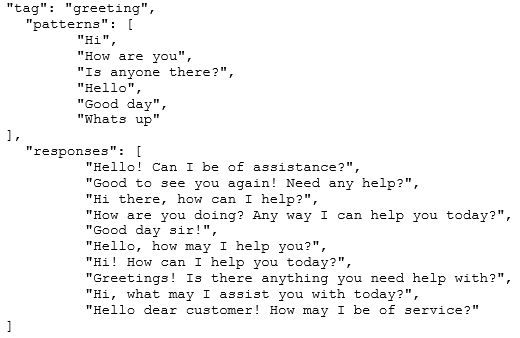 "tag": "greeting",
"patterns": [
"Hi",
"How are you",
"Is anyone there?",
"Hello",
"Good day",
"Whats up"
],
"responses": [
"Hello! Can I be of assistance?",
"Good to see you again! Need any help?",
"Hi there, how can I help?",
"How are you doing? Any way I can help you today?",
"Good day sir!",
"Hello, how may I help you?",
"Hi! How can I help you today?",
"Greetings! Is there anything you need help with?",
"Hi, what may I assist you with today?",
"Hello dear customer! How may I be of service?"
]